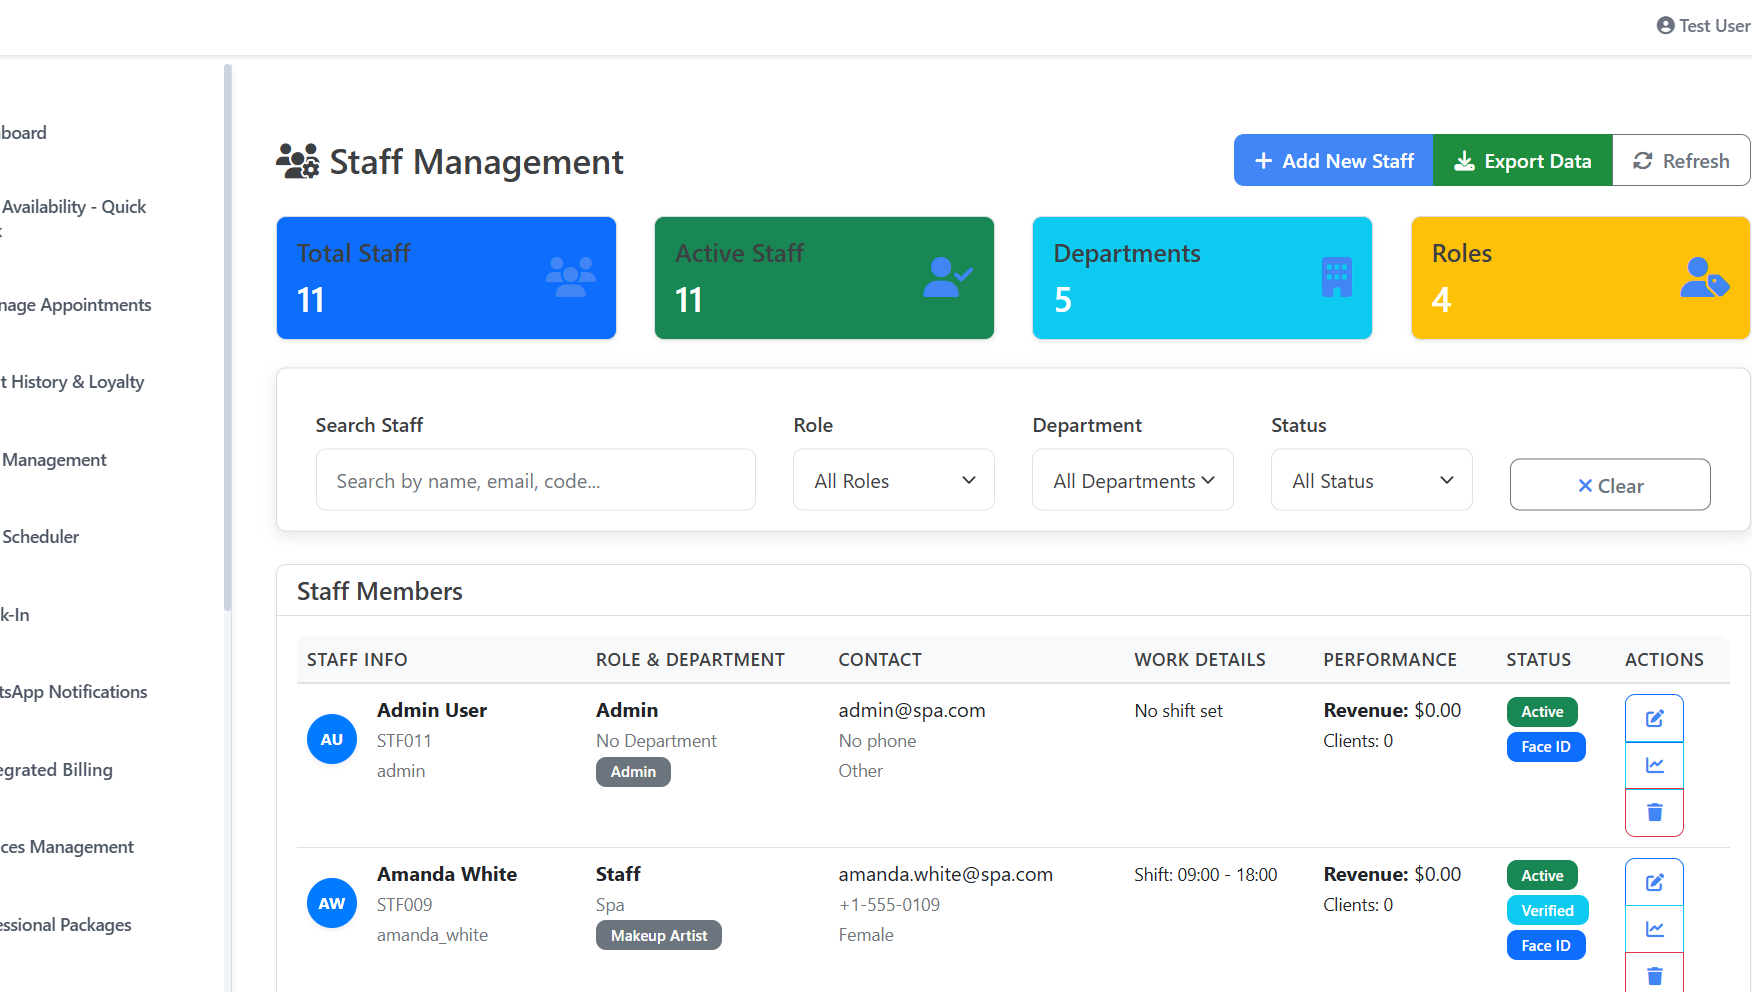 Test User
board
Availability - Quick
nage Appointments
t History & Loyalty
Management
Scheduler
k-In
tsApp Notifications
egrated Billing
ces Management
essional Packages
Staff Management
Add New Staff
Export Data
Refresh
Total Staff
11
Active Staff
11
Departments
5
Roles
4
Search Staff
Role
Department
Status
Search by name, email, code...
All Roles
All Departments
All Status
Clear
Staff Members
STAFF INFO
ROLE & DEPARTMENT
CONTACT
WORK DETAILS
PERFORMANCE
STATUS
ACTIONS
AU
Admin User
STF011
admin
Admin
No Department
Admin
admin@spa.com
No phone
Other
No shift set
Revenue: $0.00
Clients: 0
Active
Face ID
AW
Amanda White
STF009
amanda_white
Staff
Spa
Makeup Artist
amanda.white@spa.com
+1-555-0109
Female
Shift: 09:00 - 18:00
Revenue: $0.00
Clients: 0
Active
Verified
Face ID